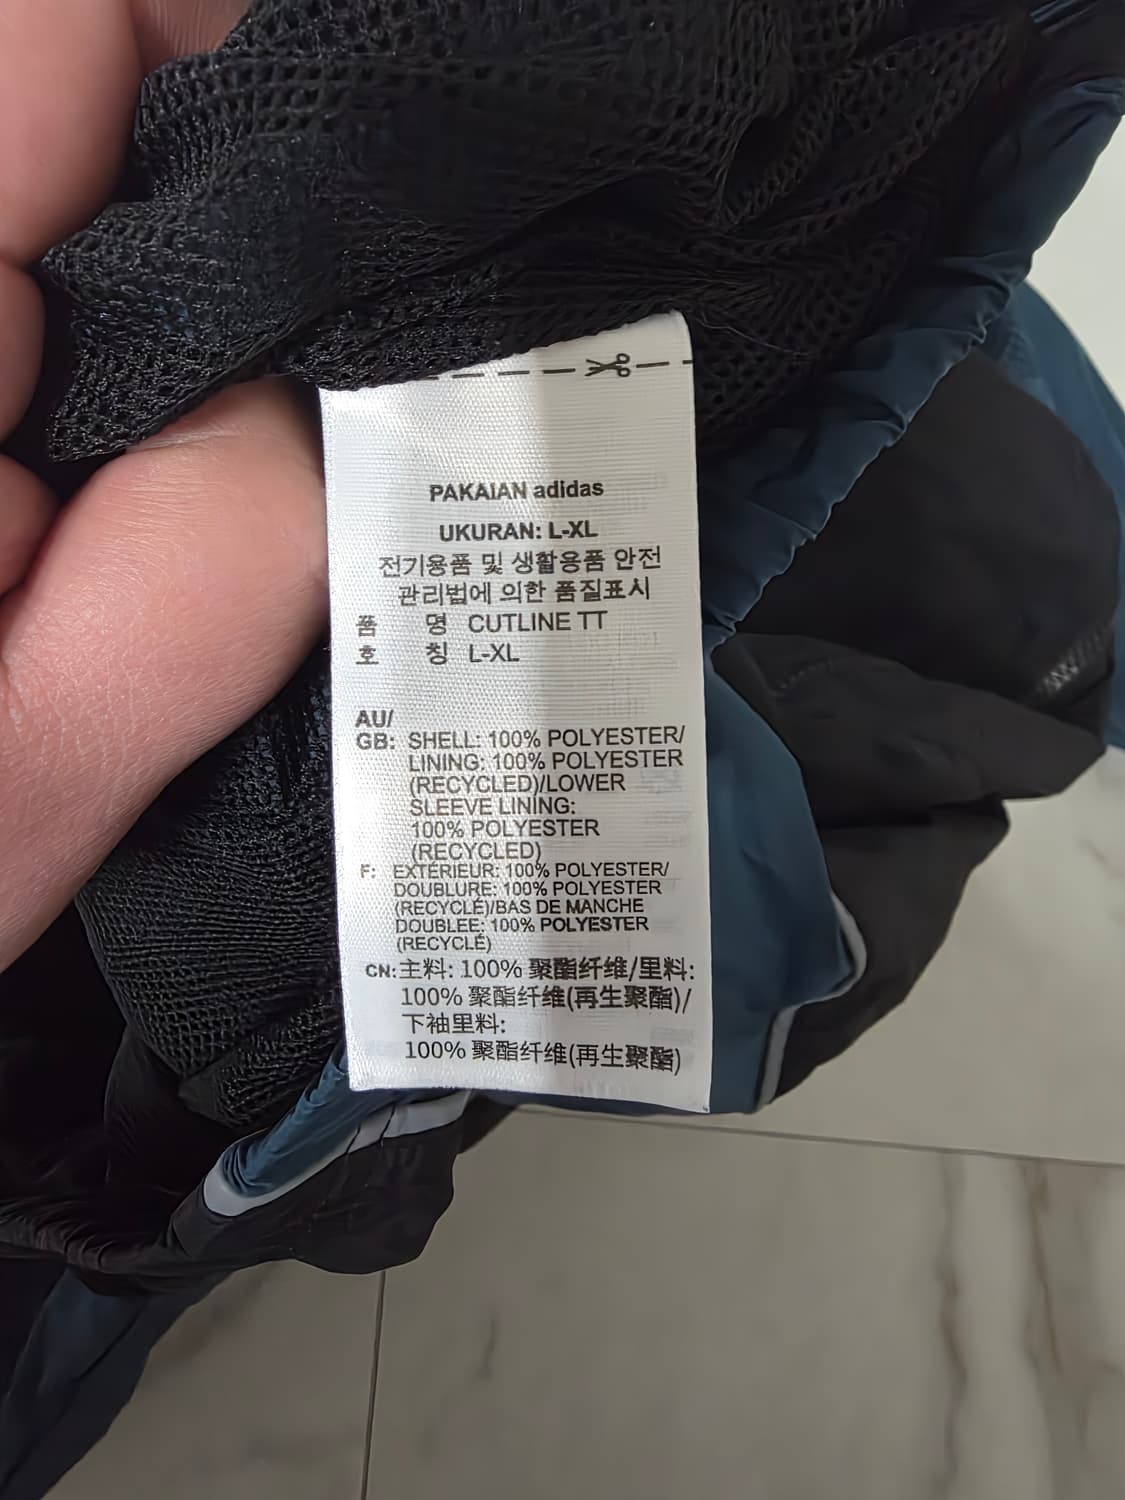 PAKAIAN adidas
UKURAN: L-XL
전기용품 및 생활용품 안전
관리법에 의한 품질표시
품 명 CUTLINE TT
호 칭 L-XL
AU/
GB: SHELL: 100% POLYESTER/
LINING: 100% POLYESTER
(RECYCLED)/LOWER
SLEEVE LINING:
100% POLYESTER
(RECYCLED)
F: EXTÉRIEUR: 100% POLYESTER/
DOUBLURE: 100% POLYESTER
(RECYCLÉ)/BAS DE MANCHE
DOUBLEE: 100% POLYESTER
(RECYCLÉ)
CN: 主料: 100% 聚酯纤维/里料:
100% 聚酯纤维(再生聚酯)/
下袖里料:
100% 聚酯纤维(再生聚酯)